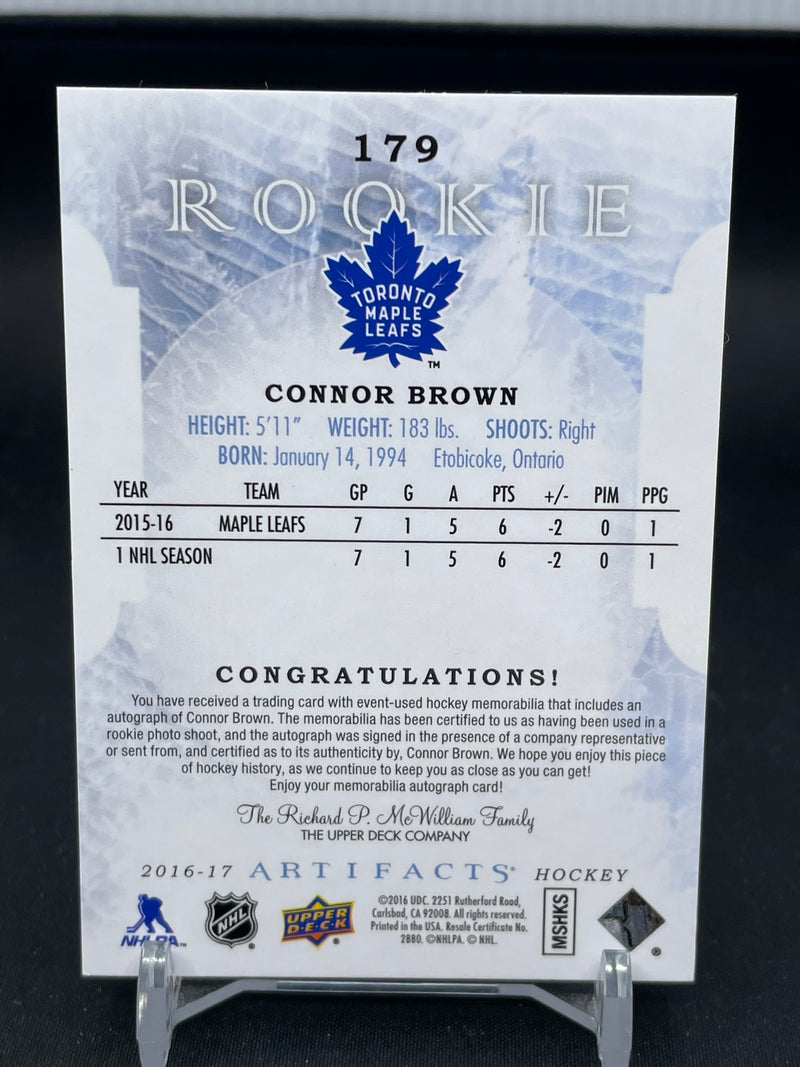 179
ROOKIE
TORONTO
MAPLE
LEAFS
TM
CONNOR BROWN
HEIGHT: 5'11" WEIGHT: 183 lbs. SHOOTS: Right
BORN: January 14, 1994 Etobicoke, Ontario
YEAR TEAM GP G A PTS +/- PIM PPG
2015-16 MAPLE LEAFS 7 1 5 6 -2 0 1
1 NHL SEASON 7 1 5 6 -2 0 1
CONGRATULATIONS!
You have received a trading card with event-used hockey memorabilia that includes an
autograph of Connor Brown. The memorabilia has been certified to us as having been used in a
rookie photo shoot, and the autograph was signed in the presence of a company representative
or sent from, and certified as to its authenticity by, Connor Brown. We hope you enjoy this piece
of hockey history, as we continue to keep you as close as you can get!
Enjoy your memorabilia autograph card!
The Richard P. McWilliam Family
THE UPPER DECK COMPANY
2016-17 ARTIFACTS® HOCKEY
NHLPA™
NHL®
UPPER
D·E·C·K®
©2016 UDC. 2251 Rutherford Road,
Carlsbad, CA 92008. All rights reserved.
Printed in the USA. Resale Certificate No.
2880. ©NHLPA. © NHL.
MSHKS
®